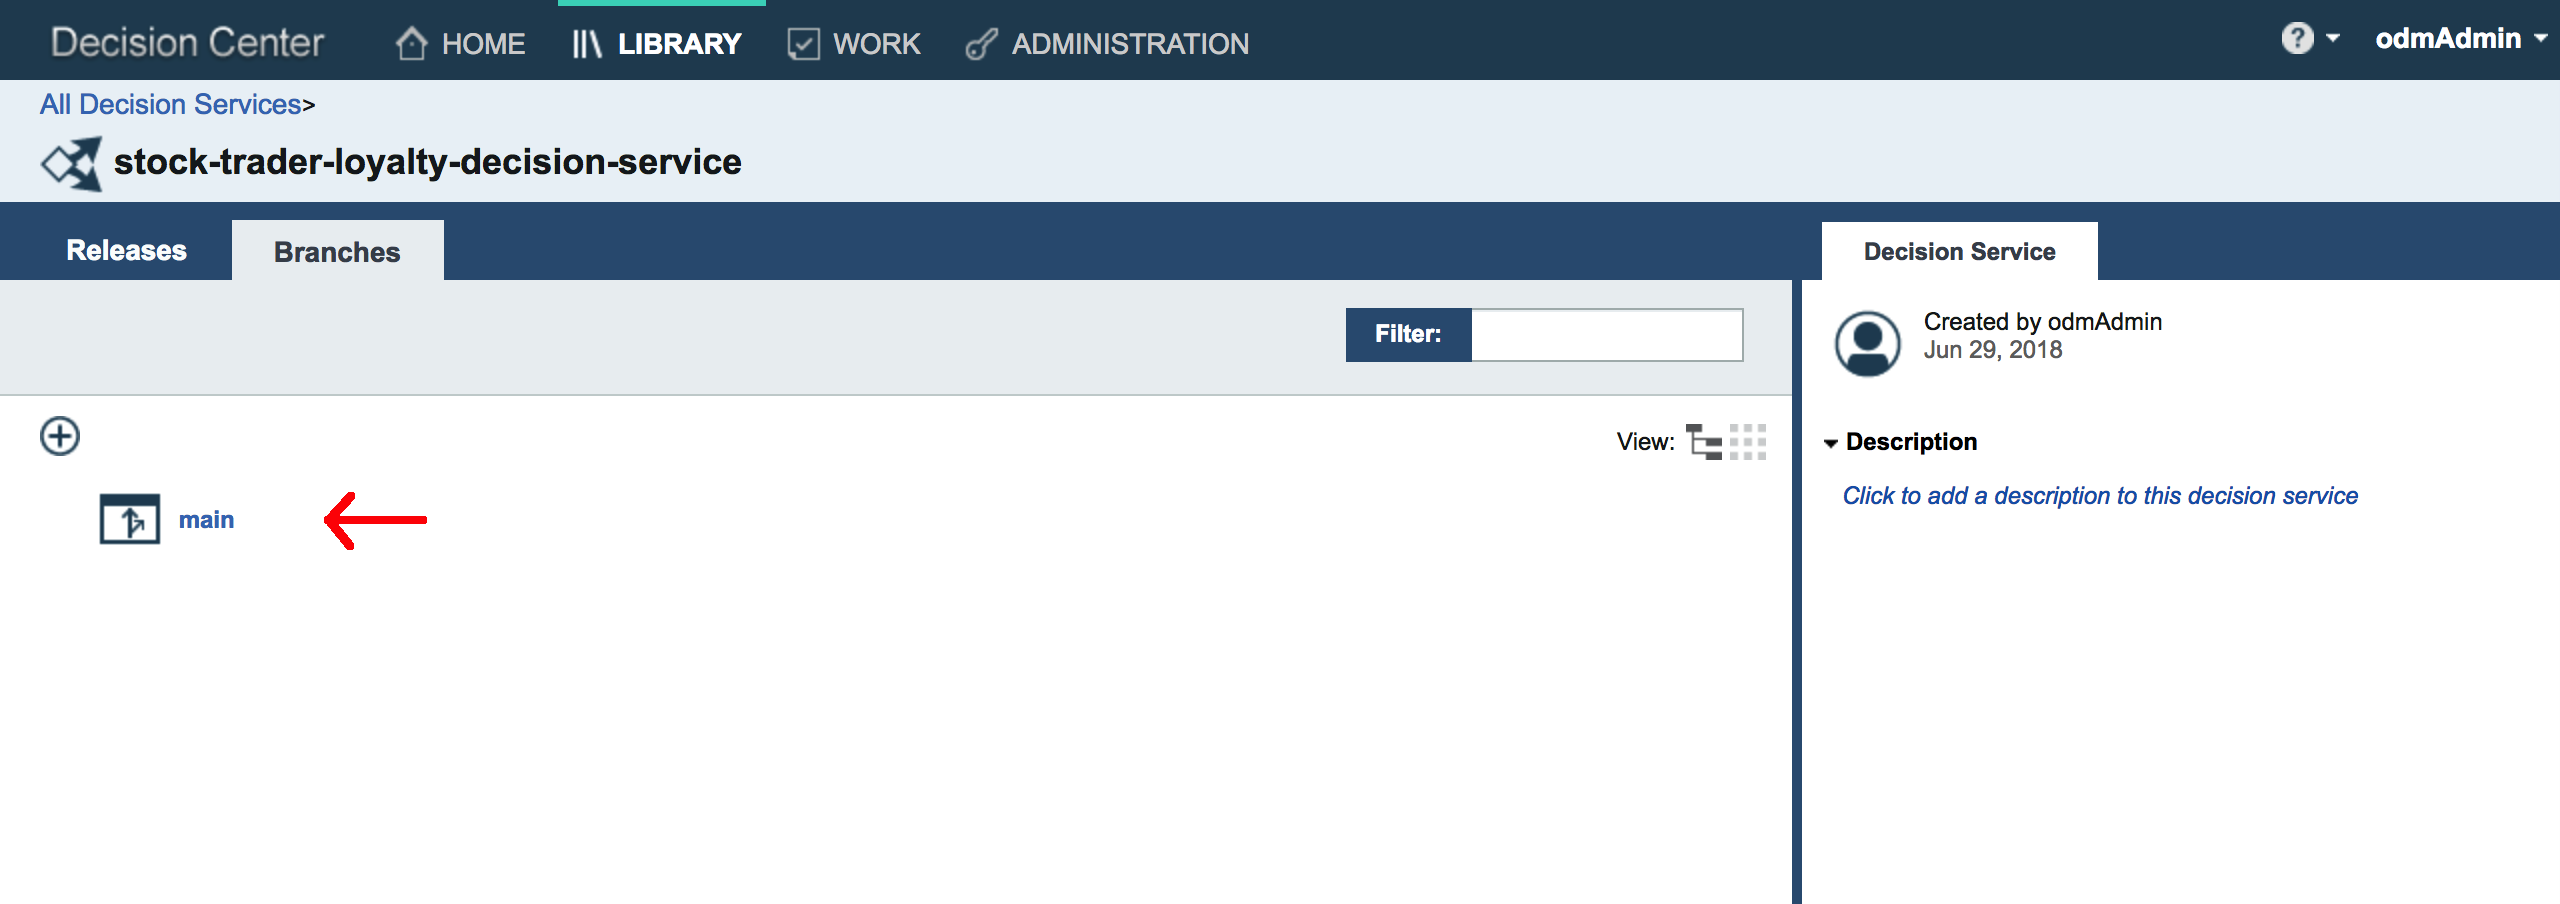 Decision Center HOME LIBRARY WORK ADMINISTRATION ? odmAdmin
All Decision Services>
stock-trader-loyalty-decision-service
Releases Branches Decision Service
Filter:
Created by odmAdmin
Jun 29, 2018
View:
Description
Click to add a description to this decision service
main